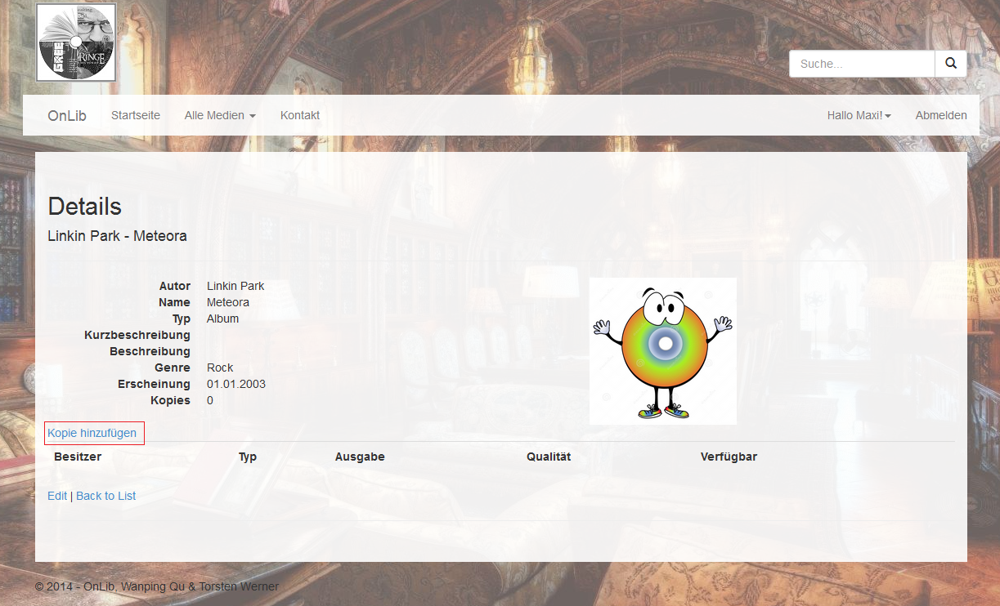 GREE
RINGE
Suche...
OnLib Startseite Alle Medien Kontakt Hallo Maxi! Abmelden
Details
Linkin Park - Meteora
Autor Linkin Park
Name Meteora
Typ Album
Kurzbeschreibung
Beschreibung
Genre Rock
Erscheinung 01.01.2003
Kopies 0
Kopie hinzufügen
Besitzer Typ Ausgabe Qualität Verfügbar
Edit | Back to List
© 2014 - OnLib, Wanping Qu & Torsten Werner